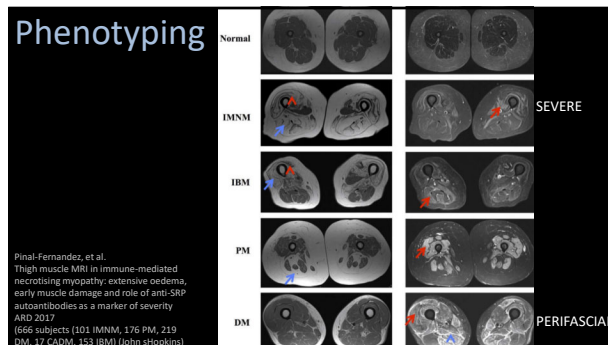 Phenotyping
Normal
IMNM
SEVERE
IBM
PM
DM
PERIFASCIAL
Pinal-Fernandez, et al.
Thigh muscle MRI in immune-mediated
necrotising myopathy: extensive oedema,
early muscle damage and role of anti-SRP
autoantibodies as a marker of severity
ARD 2017
(666 subjects (101 IMNM, 176 PM, 219
DM, 17 CADM, 153 IBM) (John sHopkins)